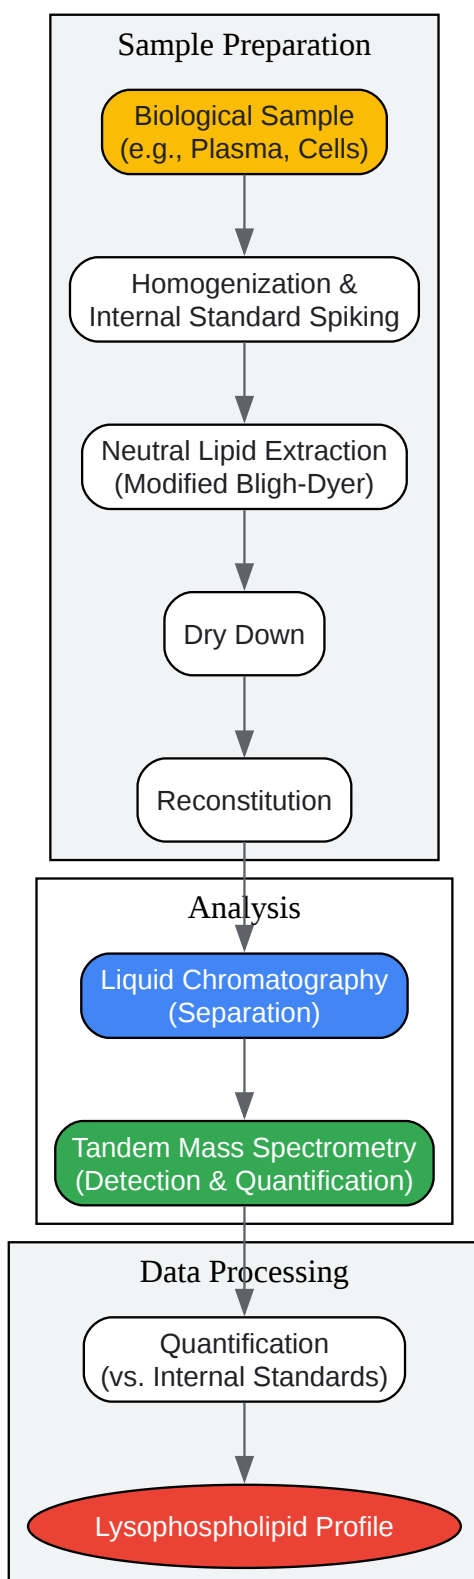 Sample Preparation
Biological Sample
(e.g., Plasma, Cells)
Homogenization &
Internal Standard Spiking
Neutral Lipid Extraction
(Modified Bligh-Dyer)
Dry Down
Reconstitution
Analysis
Liquid Chromatography
(Separation)
Tandem Mass Spectrometry
(Detection & Quantification)
Data Processing
Quantification
(vs. Internal Standards)
Lysophospholipid Profile